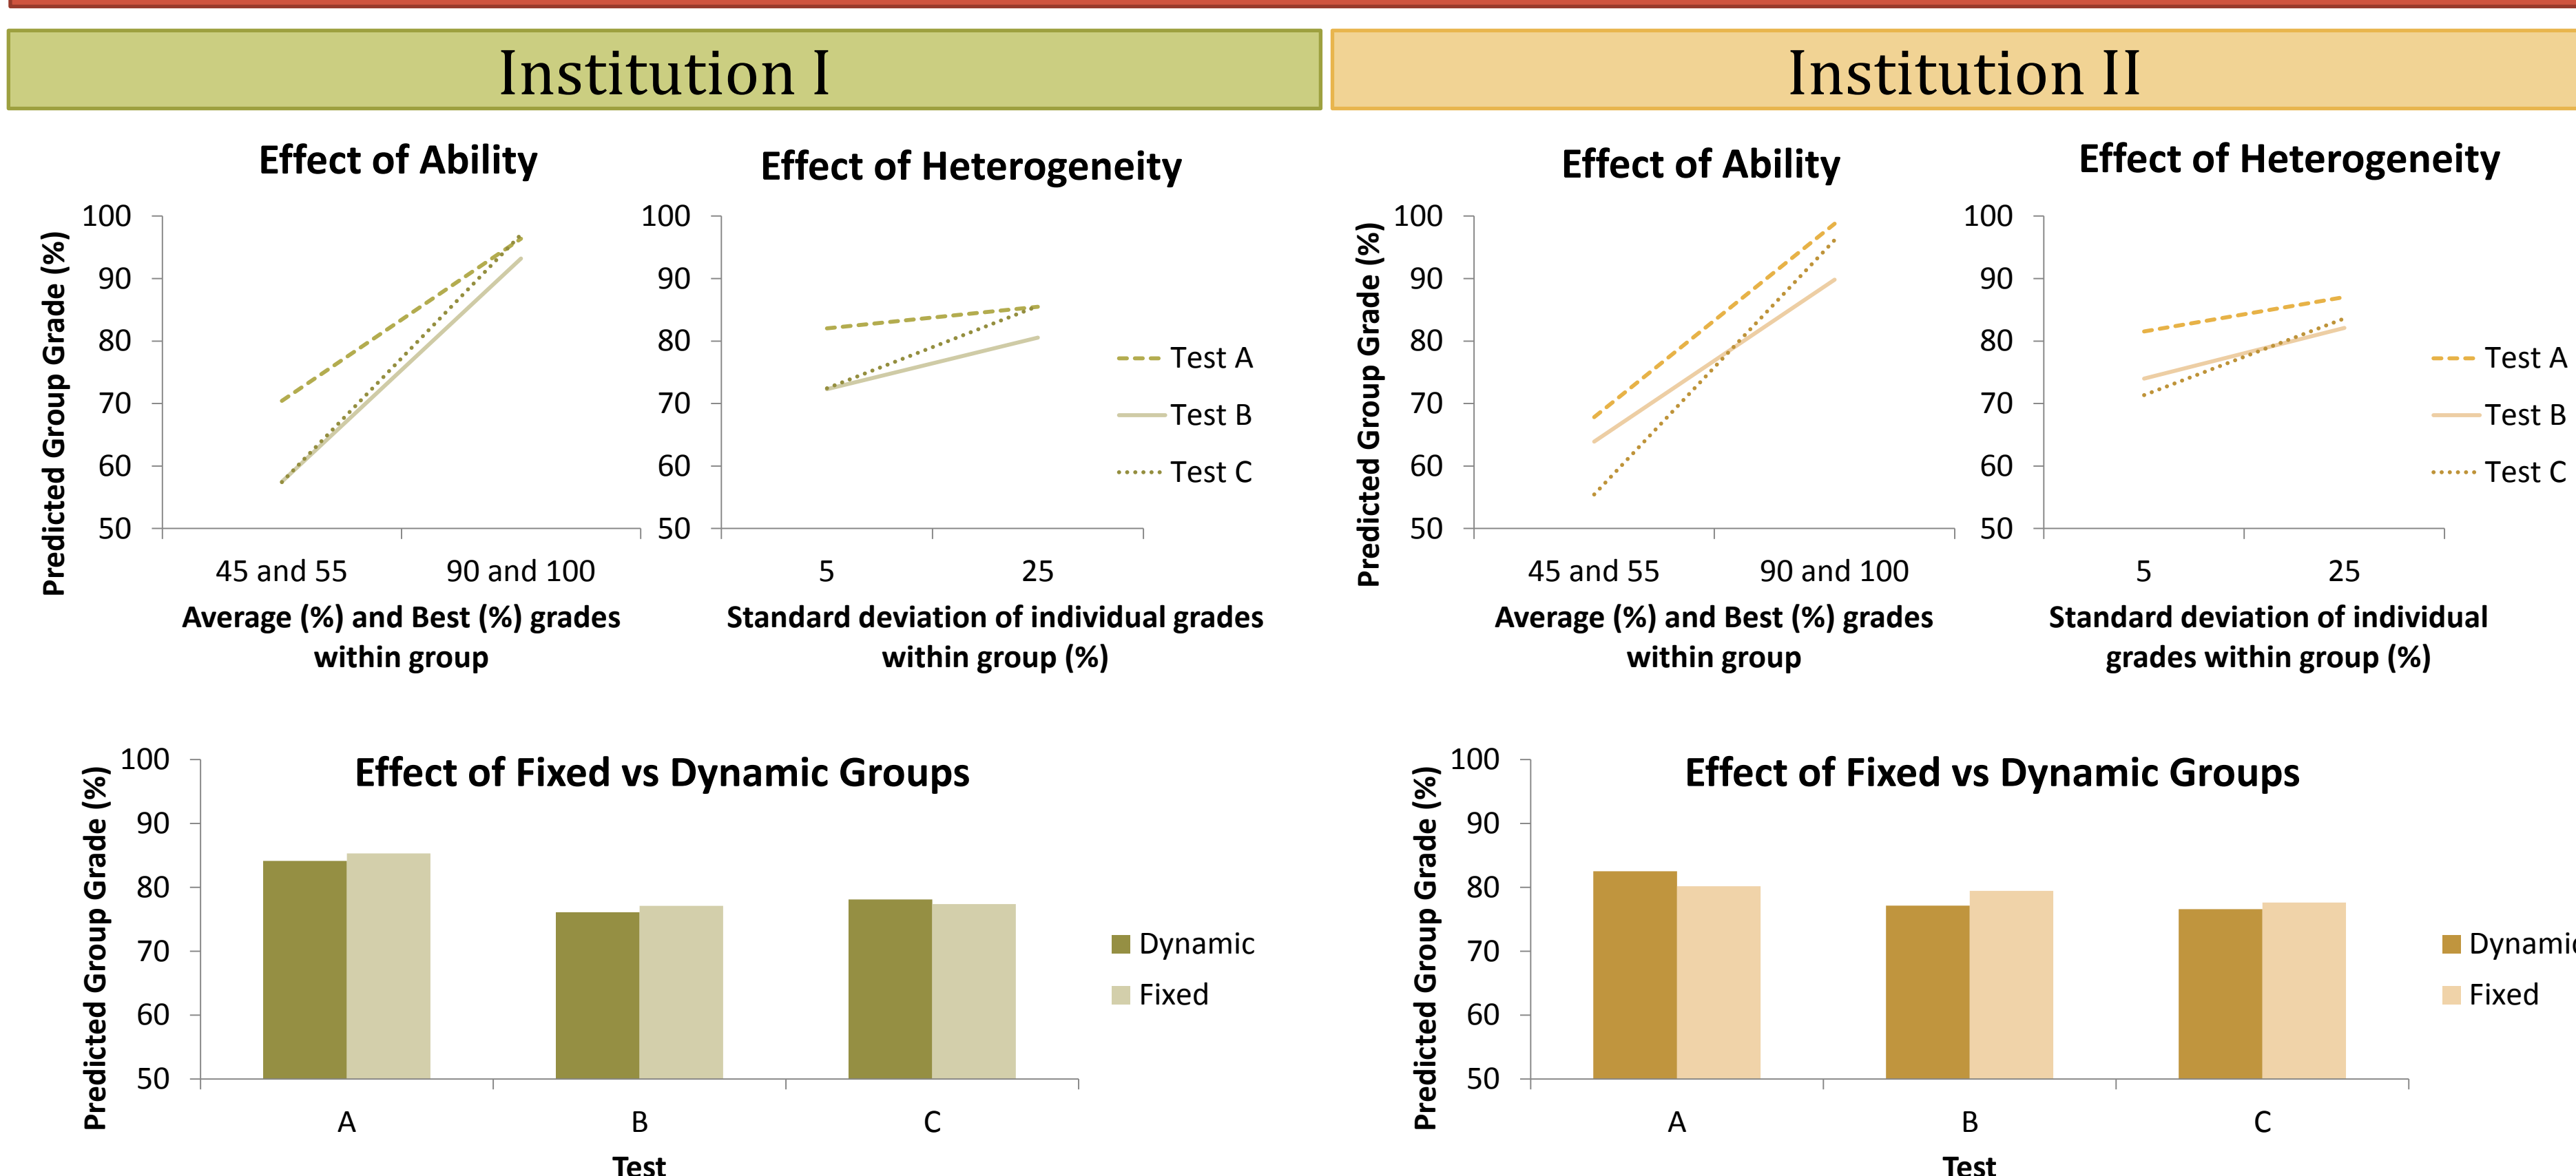 Institution I
Institution II
Effect of Ability
Predicted Group Grade (%)
100
90
80
70
60
50
45 and 55
90 and 100
Average (%) and Best (%) grades
within group
Effect of Heterogeneity
100
90
80
70
60
50
5
25
Standard deviation of individual grades
within group (%)
Test A
Test B
Test C
Effect of Ability
Predicted Group Grade (%)
100
90
80
70
60
50
45 and 55
90 and 100
Average (%) and Best (%) grades
within group
Effect of Heterogeneity
100
90
80
70
60
50
5
25
Standard deviation of individual
grades within group (%)
Test A
Test B
Test C
Effect of Fixed vs Dynamic Groups
Predicted Group Grade (%)
100
90
80
70
60
50
A
B
C
Test
Dynamic
Fixed
Effect of Fixed vs Dynamic Groups
Predicted Group Grade (%)
100
90
80
70
60
50
A
B
C
Test
Dynamic
Fixed